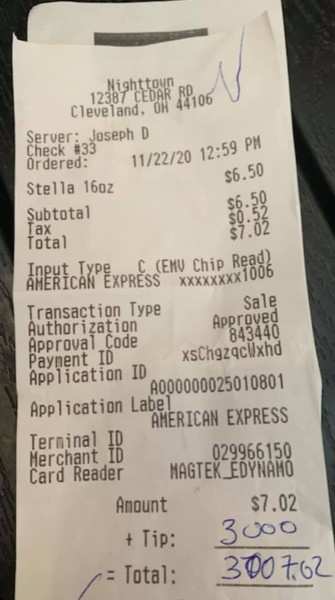 Nighttown
12387 CEDAR RD
Cleveland, OH 44106
Server: Joseph D
Check #33
Ordered: 11/22/20 12:59 PM
Stella 16oz $6.50
Subtotal $6.50
Tax $0.52
Total $7.02
Input Type C (EMV Chip Read)
AMERICAN EXPRESS xxxxxxxx1006
Transaction Type Sale
Authorization Approved
Approval Code 843440
Payment ID xsChgzqcWxhd
Application ID
A000000025010801
Application Label
AMERICAN EXPRESS
Terminal ID
Merchant ID 029966150
Card Reader MAGTEK_EDYNAMO
Amount $7.02
+ Tip: 3000
= Total: 3007.02